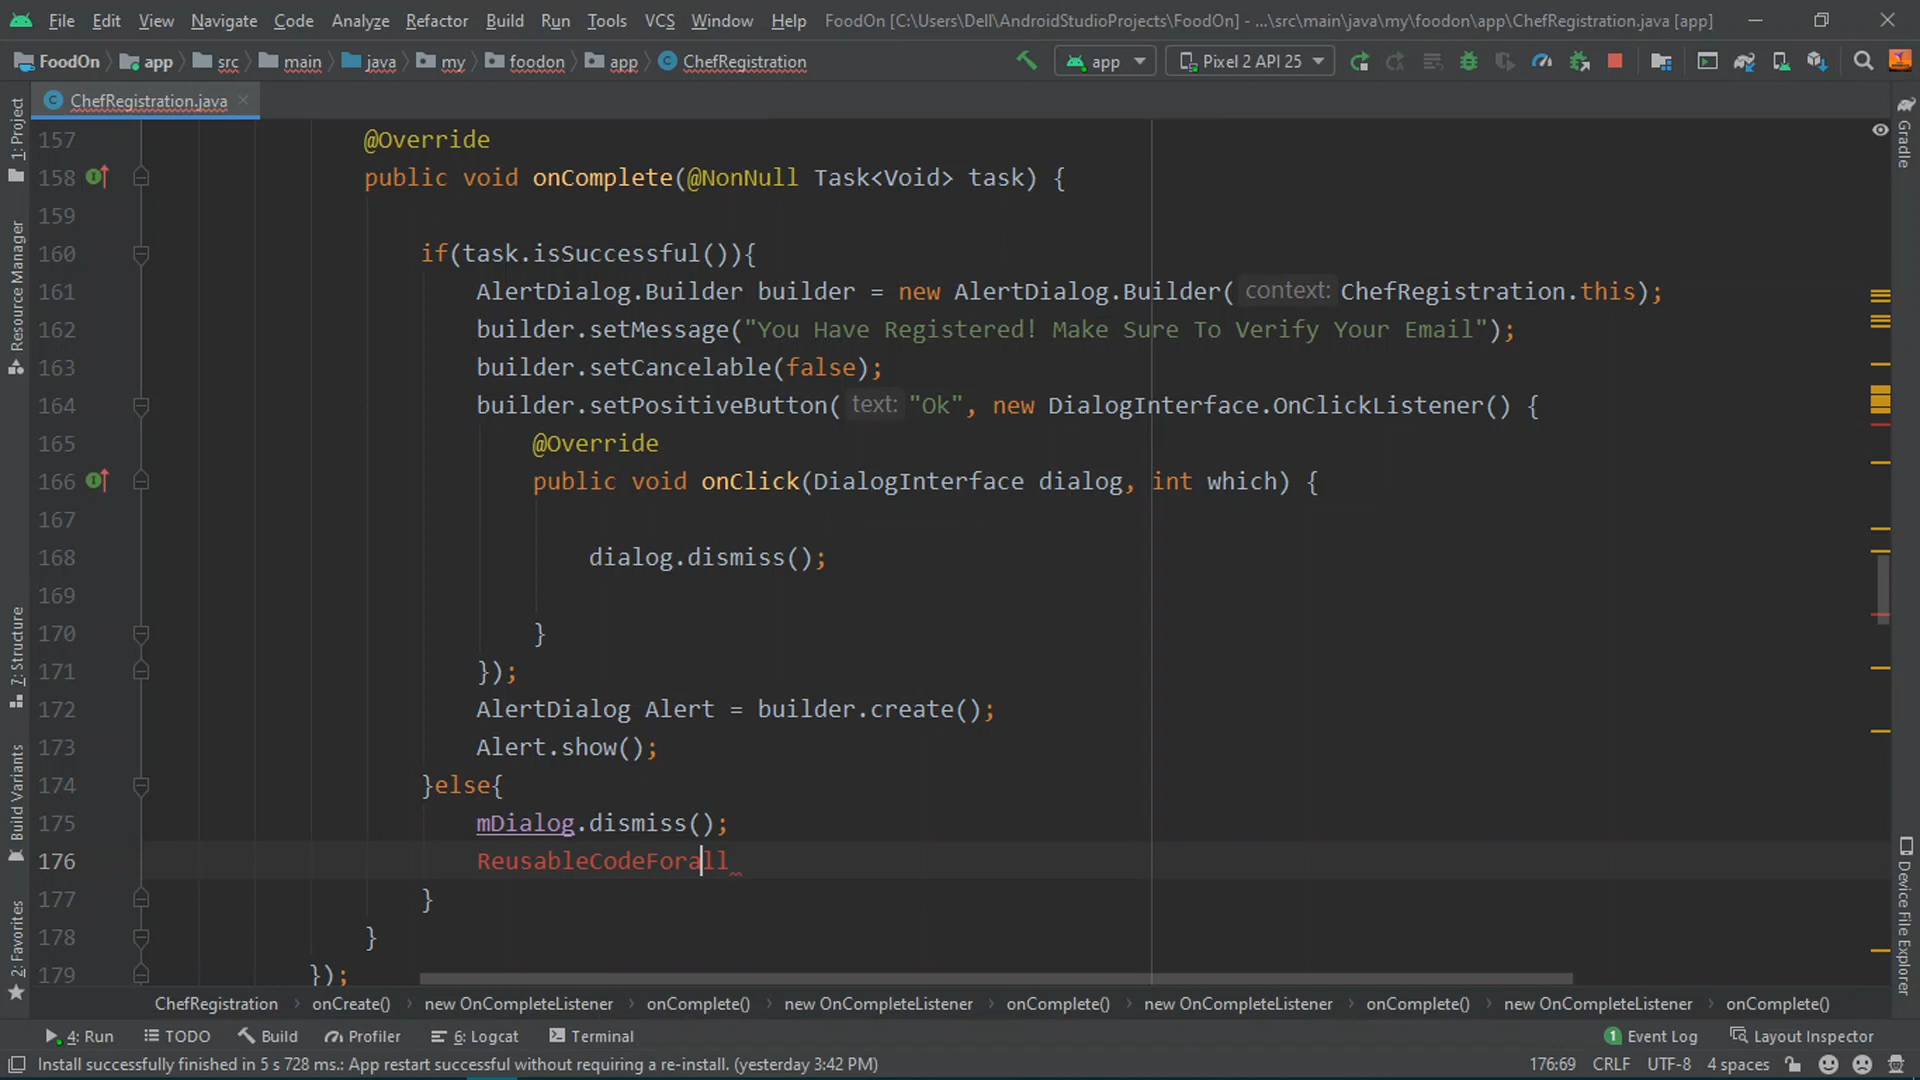 File Edit View Navigate Code Analyze Refactor Build Run Tools VCS Window Help FoodOn [C:\Users\Dell\AndroidStudioProjects\FoodOn] - ...\src\main\java\my\foodon\app\ChefRegistration.java [app]
FoodOn app src main java my foodon app ChefRegistration app Pixel 2 API 25
ChefRegistration.java
1: Project
Resource Manager
7: Structure
Build Variants
2: Favorites
157 @Override
158 public void onComplete(@NonNull Task<Void> task) {
159
160 if(task.isSuccessful()){
161 AlertDialog.Builder builder = new AlertDialog.Builder( context: ChefRegistration.this);
162 builder.setMessage("You Have Registered! Make Sure To Verify Your Email");
163 builder.setCancelable(false);
164 builder.setPositiveButton( text: "Ok", new DialogInterface.OnClickListener() {
165 @Override
166 public void onClick(DialogInterface dialog, int which) {
167
168 dialog.dismiss();
169
170 }
171 });
172 AlertDialog Alert = builder.create();
173 Alert.show();
174 }else{
175 mDialog.dismiss();
176 ReusableCodeForall
177 }
178 }
179 });
Gradle
Device File Explorer
ChefRegistration › onCreate() › new OnCompleteListener › onComplete() › new OnCompleteListener › onComplete() › new OnCompleteListener › onComplete() › new OnCompleteListener › onComplete()
4: Run TODO Build Profiler 6: Logcat Terminal 1 Event Log Layout Inspector
Install successfully finished in 5 s 728 ms.: App restart successful without requiring a re-install. (yesterday 3:42 PM) 176:69 CRLF UTF-8 4 spaces